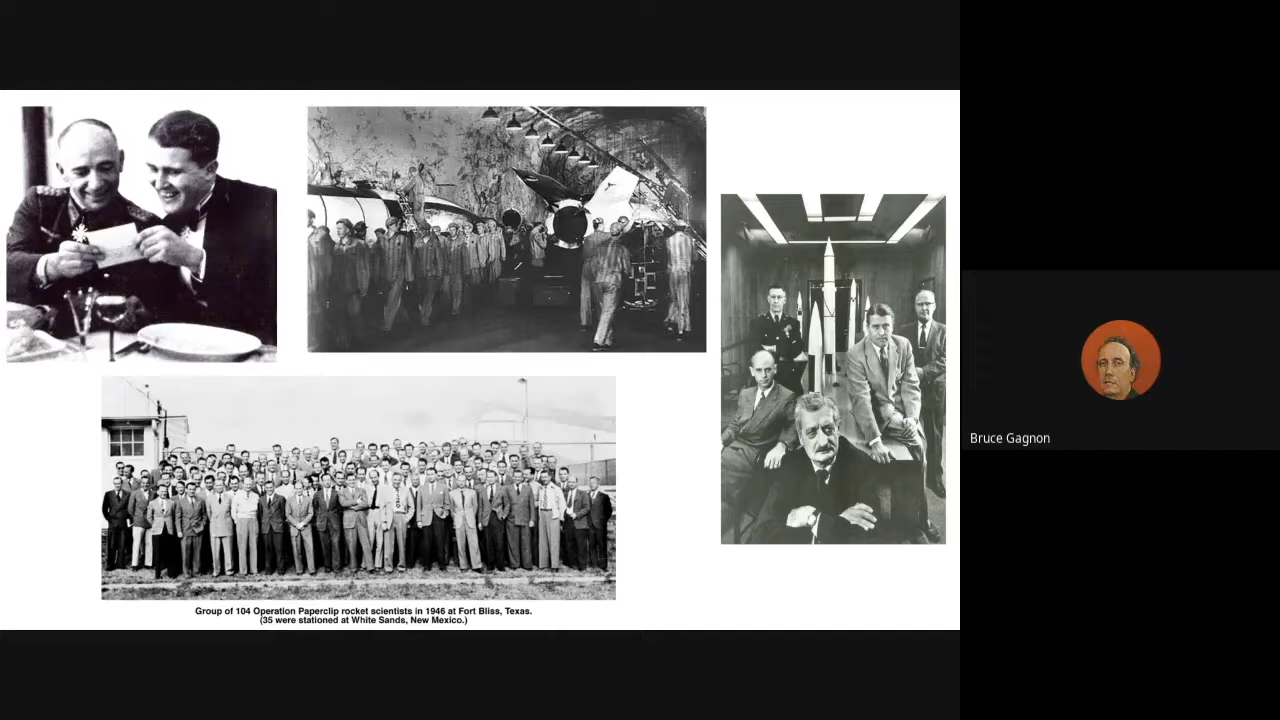 Group of 104 Operation Paperclip rocket scientists in 1946 at Fort Bliss, Texas.
(35 were stationed at White Sands, New Mexico.)
Bruce Gagnon